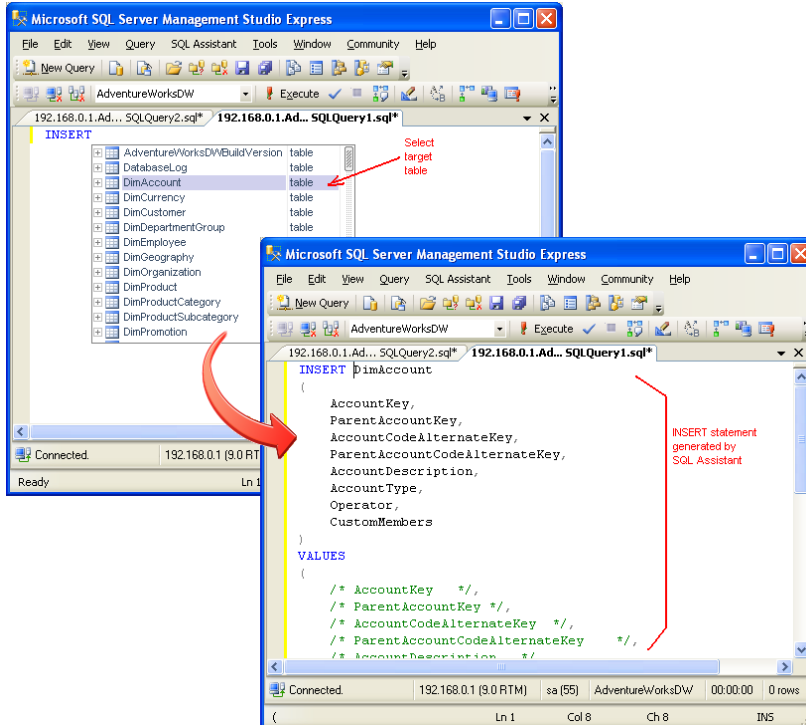 Microsoft SQL Server Management Studio Express
File Edit View Query SQL Assistant Tools Window Community Help
New Query
AdventureWorksDW Execute
192.168.0.1.Ad... SQLQuery2.sql* 192.168.0.1.Ad... SQLQuery1.sql*
INSERT
AdventureWorksDWBuildVersion table
DatabaseLog table
DimAccount table
DimCurrency table
DimCustomer table
DimDepartmentGroup table
DimEmployee
DimGeography
DimOrganization
DimProduct
DimProductCategory
DimProductSubcategory
DimPromotion
Select
target
table
Connected. 192.168.0.1 (9.0 RT
Ready Ln 1
Microsoft SQL Server Management Studio Express
File Edit View Query SQL Assistant Tools Window Community Help
New Query
AdventureWorksDW Execute
192.168.0.1.Ad... SQLQuery2.sql* 192.168.0.1.Ad... SQLQuery1.sql*
INSERT DimAccount
(
AccountKey,
ParentAccountKey,
AccountCodeAlternateKey,
ParentAccountCodeAlternateKey,
AccountDescription,
AccountType,
Operator,
CustomMembers
)
VALUES
(
/* AccountKey */,
/* ParentAccountKey */,
/* AccountCodeAlternateKey */,
/* ParentAccountCodeAlternateKey */,
/* AccountDescription */
INSERT statement
generated by
SQL Assistant
Connected. 192.168.0.1 (9.0 RTM) sa (55) AdventureWorksDW 00:00:00 0 rows
( Ln 1 Col 8 Ch 8 INS